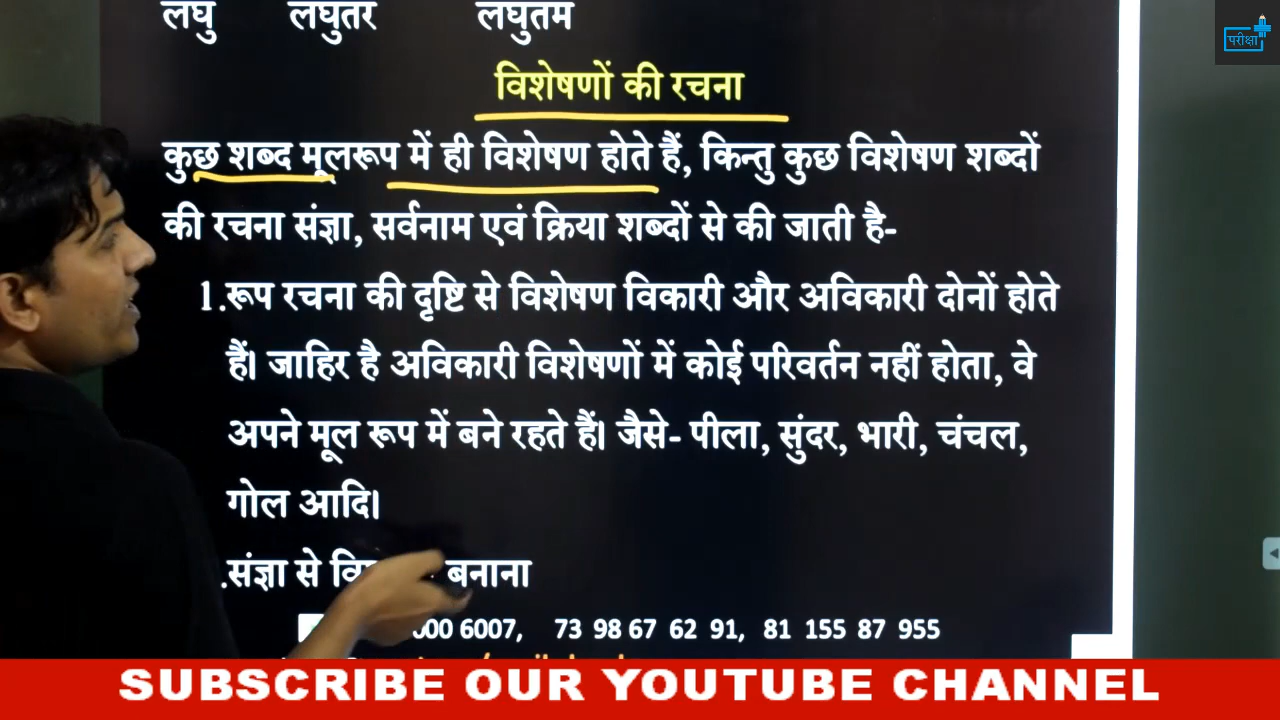 लघु लघुतर लघुतम
परीक्षा
विशेषणों की रचना
कुछ शब्द मूलरूप में ही विशेषण होते हैं, किन्तु कुछ विशेषण शब्दों
की रचना संज्ञा, सर्वनाम एवं क्रिया शब्दों से की जाती है-
1.रूप रचना की दृष्टि से विशेषण विकारी और अविकारी दोनों होते
हैं। जाहिर है अविकारी विशेषणों में कोई परिवर्तन नहीं होता, वे
अपने मूल रूप में बने रहते हैं। जैसे- पीला, सुंदर, भारी, चंचल,
गोल आदि।
.संज्ञा से बनाना
000 6007, 73 98 67 62 91, 81 155 87 955
SUBSCRIBE OUR YOUTUBE CHANNEL